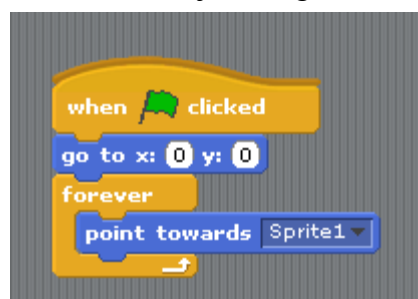 when clicked
go to x: 0 y: 0
forever
point towards Sprite1